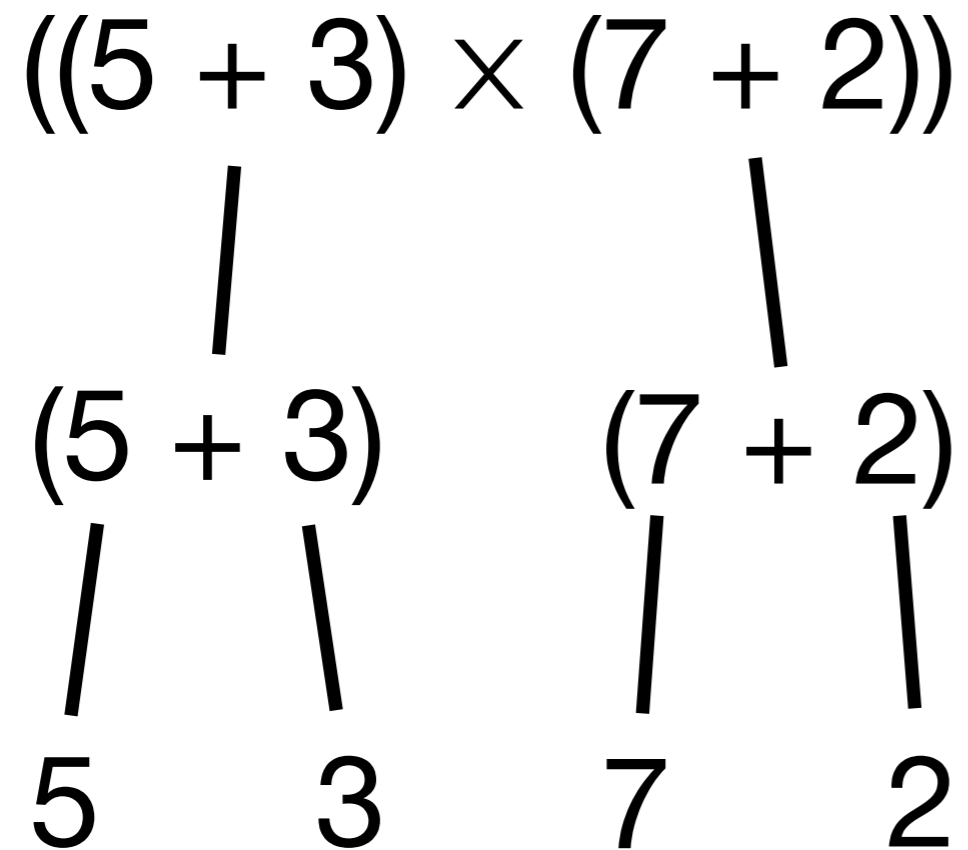 ((5 + 3) × (7 + 2))
(5 + 3) (7 + 2)
5 3 7 2